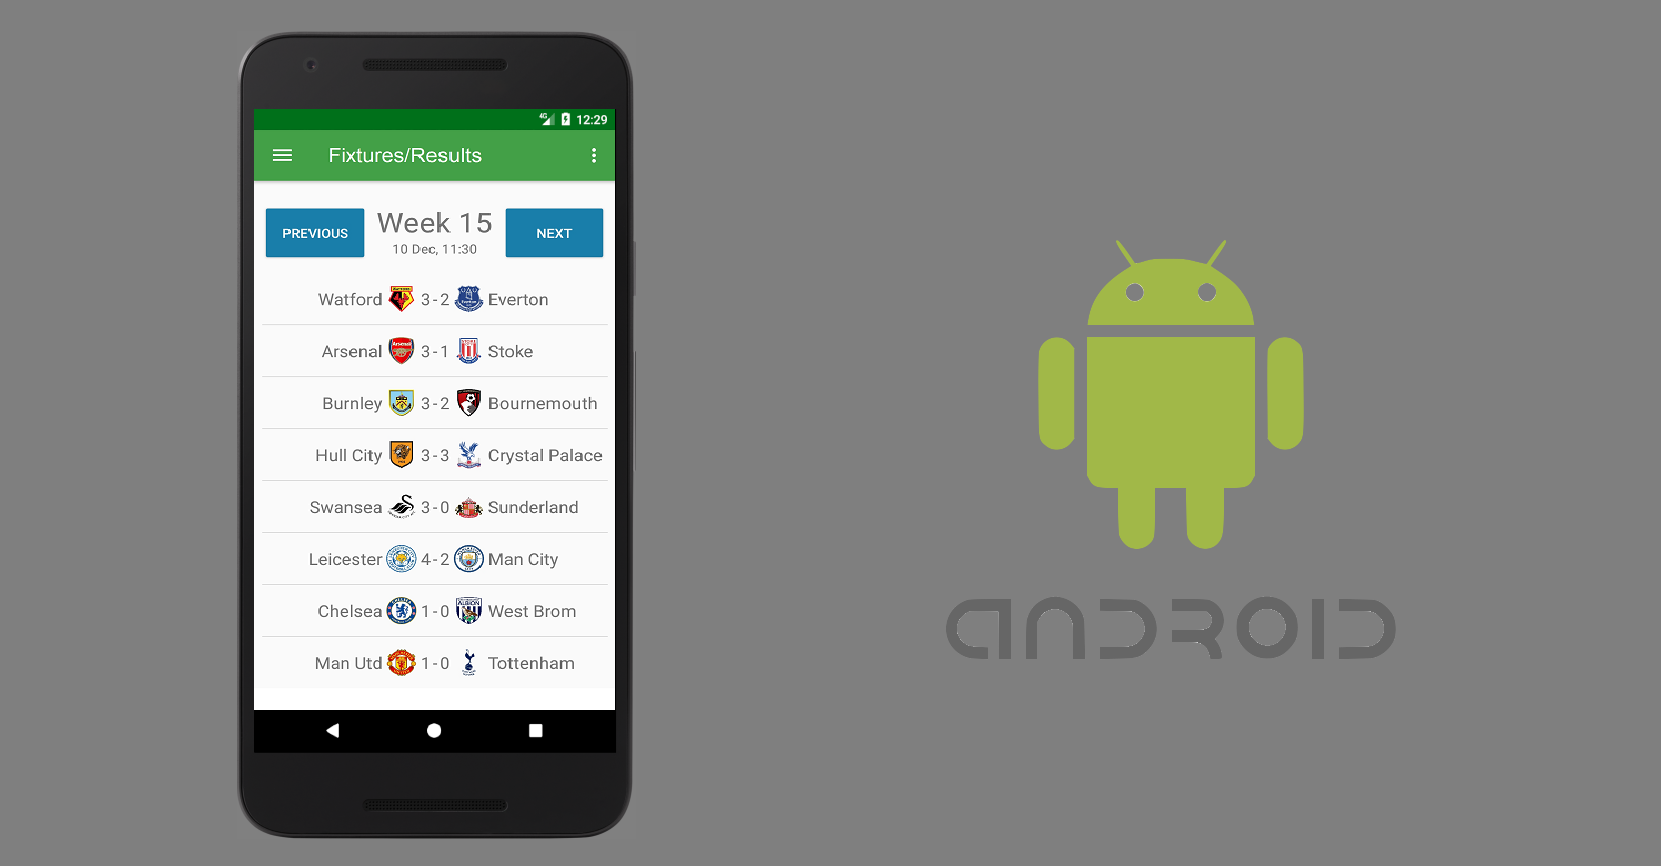 4G 12:29
Fixtures/Results
PREVIOUS Week 15 NEXT
10 Dec, 11:30
Watford 3 - 2 Everton
Arsenal 3 - 1 Stoke
Burnley 3 - 2 Bournemouth
Hull City 3 - 3 Crystal Palace
Swansea 3 - 0 Sunderland
Leicester 4 - 2 Man City
Chelsea 1 - 0 West Brom
Man Utd 1 - 0 Tottenham
ANDROID